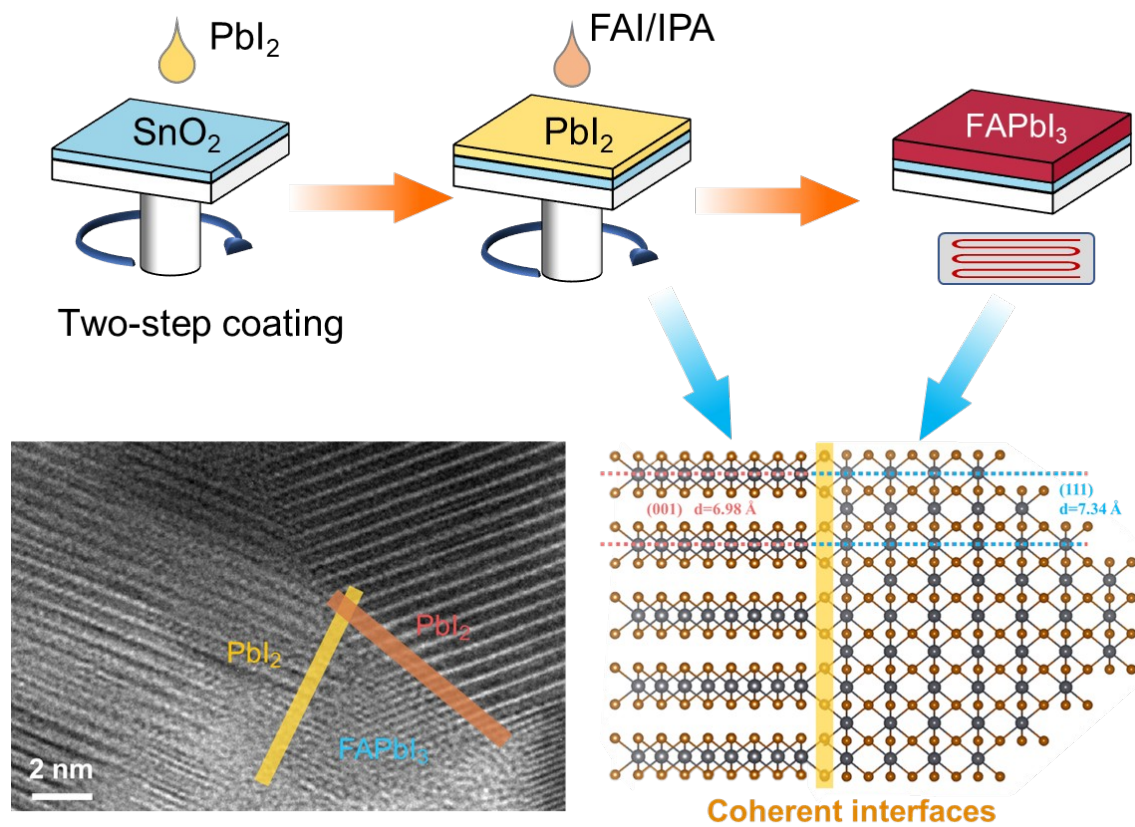 PbI₂
FAI/IPA
SnO₂
PbI₂
FAPbI₃
Two-step coating
(001) d=6.98 Å
(111)
d=7.34 Å
PbI₂
PbI₂
FAPbI₃
2 nm
Coherent interfaces